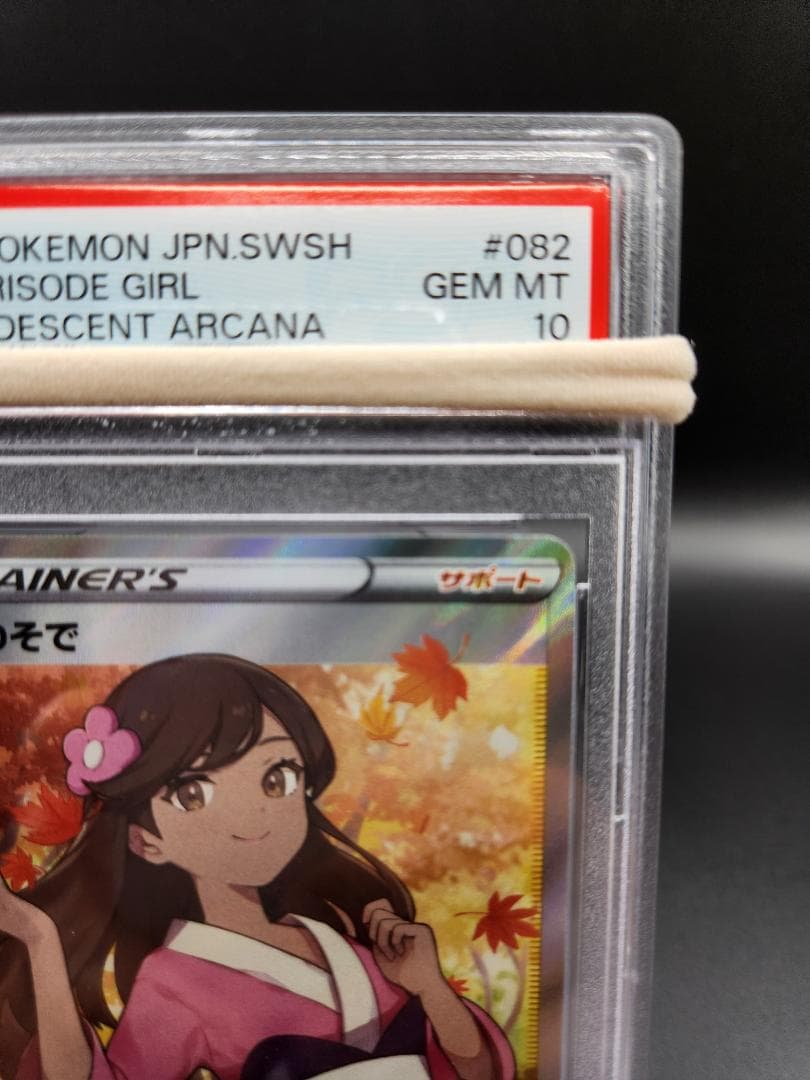 OKEMON JPN.SWSH #082
RISODE GIRL GEM MT
DESCENT ARCANA 10
AINER'S サポート
そで